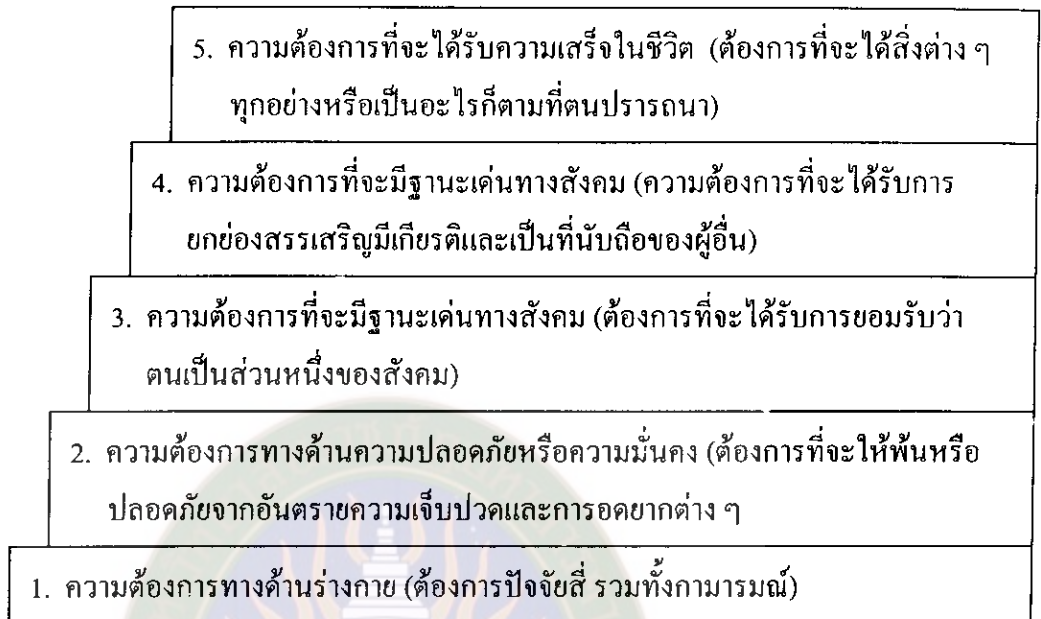 5. ความต้องการที่จะได้รับความเสร็จในชีวิต (ต้องการที่จะได้สิ่งต่าง ๆ
ทุกอย่างหรือเป็นอะไรก็ตามที่ตนปรารถนา)
4. ความต้องการที่จะมีฐานะเด่นทางสังคม (ความต้องการที่จะได้รับการ
ยกย่องสรรเสริญมีเกียรติและเป็นที่นับถือของผู้อื่น)
3. ความต้องการที่จะมีฐานะเด่นทางสังคม (ต้องการที่จะได้รับการยอมรับว่า
ตนเป็นส่วนหนึ่งของสังคม)
2. ความต้องการทางด้านความปลอดภัยหรือความมั่นคง (ต้องการที่จะให้พ้นหรือ
ปลอดภัยจากอันตรายความเจ็บปวดและการอดยากต่าง ๆ
1. ความต้องการทางด้านร่างกาย (ต้องการปัจจัยสี่ รวมทั้งกามารมณ์)